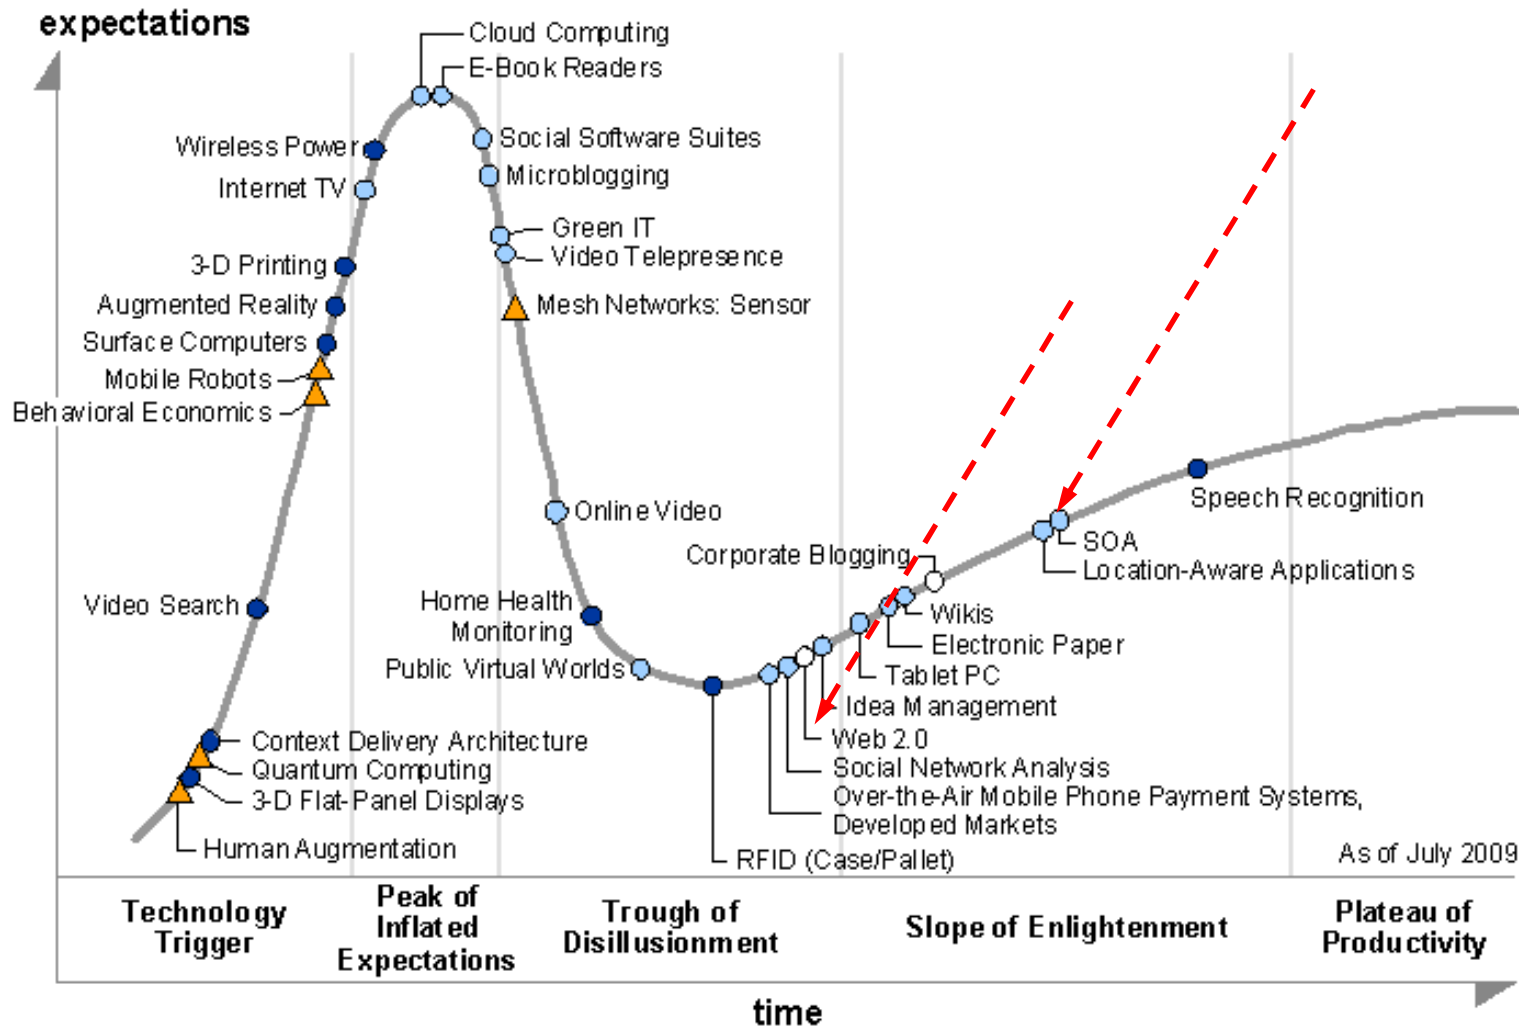 expectations
Cloud Computing
E-Book Readers
Social Software Suites
Wireless Power
Microblogging
Internet TV
Green IT
Video Telepresence
3-D Printing
Augmented Reality
Mesh Networks: Sensor
Surface Computers
Mobile Robots
Behavioral Economics
Speech Recognition
Online Video
SOA
Corporate Blogging
Location-Aware Applications
Video Search
Home Health
Monitoring
Wikis
Electronic Paper
Public Virtual Worlds
Tablet PC
Idea Management
Context Delivery Architecture
Web 2.0
Quantum Computing
Social Network Analysis
3-D Flat-Panel Displays
Over-the-Air Mobile Phone Payment Systems,
Developed Markets
Human Augmentation
RFID (Case/Pallet)
As of July 2009
Technology
Trigger
Peak of
Inflated
Expectations
Trough of
Disillusionment
Slope of Enlightenment
Plateau of
Productivity
time